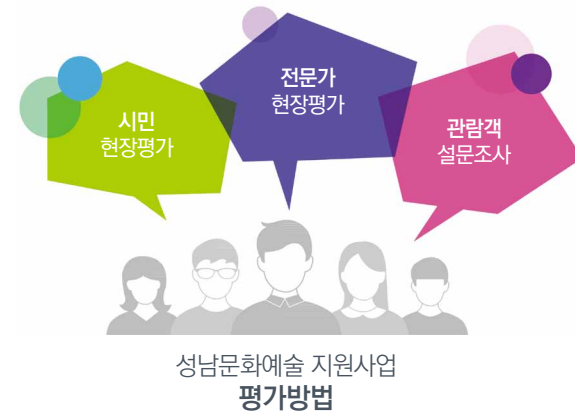 시민
현장평가
전문가
현장평가
관람객
설문조사
성남문화예술 지원사업
평가방법